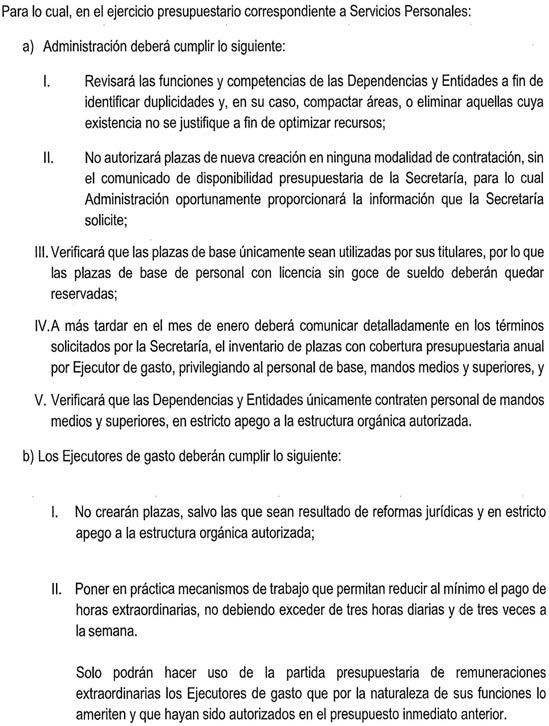 Para lo cual, en el ejercicio presupuestario correspondiente a Servicios Personales:
a) Administración deberá cumplir lo siguiente:
I. Revisará las funciones y competencias de las Dependencias y Entidades a fin de
identificar duplicidades y, en su caso, compactar áreas, o eliminar aquellas cuya
existencia no se justifique a fin de optimizar recursos;
II. No autorizará plazas de nueva creación en ninguna modalidad de contratación, sin
el comunicado de disponibilidad presupuestaria de la Secretaría, para lo cual
Administración oportunamente proporcionará la información que la Secretaría
solicite;
III. Verificará que las plazas de base únicamente sean utilizadas por sus titulares, por lo que
las plazas de base de personal con licencia sin goce de sueldo deberán quedar
reservadas;
IV.A más tardar en el mes de enero deberá comunicar detalladamente en los términos
solicitados por la Secretaría, el inventario de plazas con cobertura presupuestaria anual
por Ejecutor de gasto, privilegiando al personal de base, mandos medios y superiores, y
V. Verificará que las Dependencias y Entidades únicamente contraten personal de mandos
medios y superiores, en estricto apego a la estructura orgánica autorizada.
b) Los Ejecutores de gasto deberán cumplir lo siguiente:
I. No crearán plazas, salvo las que sean resultado de reformas jurídicas y en estricto
apego a la estructura orgánica autorizada;
II. Poner en práctica mecanismos de trabajo que permitan reducir al mínimo el pago de
horas extraordinarias, no debiendo exceder de tres horas diarias y de tres veces a
la semana.
Solo podrán hacer uso de la partida presupuestaria de remuneraciones
extraordinarias los Ejecutores de gasto que por la naturaleza de sus funciones lo
ameriten y que hayan sido autorizados en el presupuesto inmediato anterior.